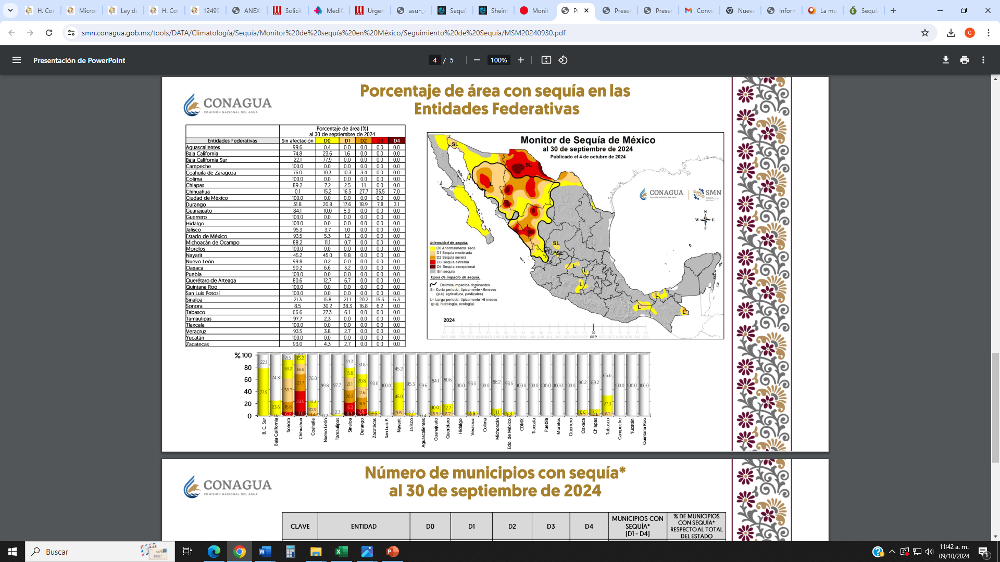 H. Cor
Micros
Ley de
H. Cor
12495
ANEX
Solicit
MediC
Urgen
asun_
Sequía
Sheinb
Monit
Presen
Presen
Convc
Nueva
Inform
La mu
Sequí
smn.conagua.gob.mx/tools/DATA/Climatología/Sequía/Monitor%20de%20sequía%20en%20México/Seguimiento%20de%20Sequía/MSM20240930.pdf
G
Presentación de PowerPoint
4 / 5
100%
CONAGUA
COMISIÓN NACIONAL DEL AGUA
Porcentaje de área con sequía en las
Entidades Federativas
Porcentaje de área (%)
al 30 de septiembre de 2024
Entidades Federativas Sin afectación D0 D1 D2 D3 D4
Aguascalientes 99.6 0.4 0.0 0.0 0.0 0.0
Baja California 74.8 23.6 1.6 0.0 0.0 0.0
Baja California Sur 22.1 77.9 0.0 0.0 0.0 0.0
Campeche 100.0 0.0 0.0 0.0 0.0 0.0
Coahuila de Zaragoza 76.0 10.3 10.3 3.4 0.0 0.0
Colima 100.0 0.0 0.0 0.0 0.0 0.0
Chiapas 89.2 7.2 2.5 1.1 0.0 0.0
Chihuahua 0.1 15.2 16.5 27.7 33.5 7.0
Ciudad de México 100.0 0.0 0.0 0.0 0.0 0.0
Durango 31.8 20.8 17.6 18.9 7.8 3.1
Guanajuato 84.1 10.0 5.9 0.0 0.0 0.0
Guerrero 100.0 0.0 0.0 0.0 0.0 0.0
Hidalgo 100.0 0.0 0.0 0.0 0.0 0.0
Jalisco 95.3 3.7 1.0 0.0 0.0 0.0
Estado de México 93.5 5.3 1.2 0.0 0.0 0.0
Michoacán de Ocampo 88.2 11.1 0.7 0.0 0.0 0.0
Morelos 100.0 0.0 0.0 0.0 0.0 0.0
Nayarit 45.2 45.0 9.8 0.0 0.0 0.0
Nuevo León 99.8 0.2 0.0 0.0 0.0 0.0
Oaxaca 90.2 6.6 3.2 0.0 0.0 0.0
Puebla 100.0 0.0 0.0 0.0 0.0 0.0
Querétaro de Arteaga 80.6 12.7 6.7 0.0 0.0 0.0
Quintana Roo 100.0 0.0 0.0 0.0 0.0 0.0
San Luis Potosí 100.0 0.0 0.0 0.0 0.0 0.0
Sinaloa 21.3 15.8 21.1 20.2 15.3 6.3
Sonora 8.5 30.2 38.3 16.8 6.2 0.0
Tabasco 66.6 27.3 6.1 0.0 0.0 0.0
Tamaulipas 97.7 2.3 0.0 0.0 0.0 0.0
Tlaxcala 100.0 0.0 0.0 0.0 0.0 0.0
Veracruz 93.5 3.8 2.7 0.0 0.0 0.0
Yucatán 100.0 0.0 0.0 0.0 0.0 0.0
Zacatecas 93.0 4.3 2.7 0.0 0.0 0.0
Monitor de Sequía de México
al 30 de septiembre de 2024
Publicado el 4 de octubre de 2024
SL
SL
L
CONAGUA
SMN
N
W E
S
L
SL
SL
L
L
L
L
L
L
Intensidad de sequía:
D0 Anormalmente seco
D1 Sequía moderada
D2 Sequía severa
D3 Sequía extrema
D4 Sequía excepcional
Sin sequía
Tipos de impacto de sequía:
Delimita impactos dominantes
S= Corto periodo, típicamente <6meses
(p.ej. agricultura, pastizales)
L= Largo periodo, típicamente >6 meses
(p.ej. hidrología, ecología)
2024
30
SEP
% 100
80
60
40
20
0
22.1
77.9
74.8
23.6
1.6
8.5
30.2
38.3
16.8
6.2
0.1
15.2
16.5
27.7
33.5
7.0
76.0
10.3
10.3
3.4
99.8
0.2
97.7
2.3
21.3
15.8
21.1
20.2
15.3
6.3
31.8
20.8
17.6
18.9
7.8
3.1
93.0
4.3
2.7
100.0
45.2
45.0
9.8
95.3
3.7
1.0
99.6
0.4
84.1
10.0
5.9
80.6
12.7
6.7
100.0
93.5
3.8
2.7
100.0
88.2
11.1
0.7
93.5
5.3
1.2
100.0
100.0
100.0
100.0
100.0
90.2
6.6
3.2
89.2
7.2
2.5
66.6
27.3
6.1
100.0
100.0
100.0
B. C. Sur
Baja California
Sonora
Chihuahua
Coahuila
Nuevo León
Tamaulipas
Sinaloa
Durango
Zacatecas
San Luis P.
Nayarit
Jalisco
Aguascalientes
Guanajuato
Querétaro
Hidalgo
Veracruz
Colima
Michoacán
Edo. de México
CDMX
Tlaxcala
Puebla
Morelos
Guerrero
Oaxaca
Chiapas
Tabasco
Campeche
Yucatán
Quintana Roo
CONAGUA
COMISIÓN NACIONAL DEL AGUA
Número de municipios con sequía*
al 30 de septiembre de 2024
CLAVE ENTIDAD D0 D1 D2 D3 D4 MUNICIPIOS CON SEQUÍA* (D1 - D4) % DE MUNICIPIOS CON SEQUÍA* RESPECTO AL TOTAL DEL ESTADO
Buscar
11:42 a. m.
09/10/2024
1